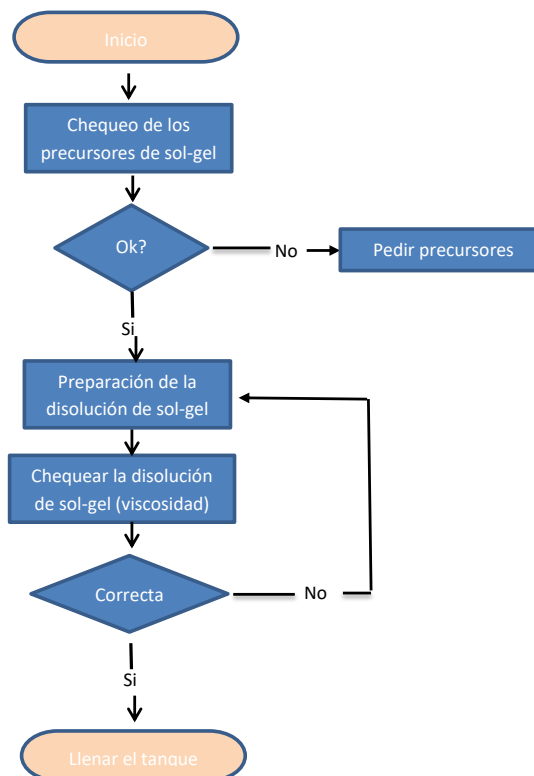 Inicio
Chequeo de los
precursores de sol-gel
Ok?
No
Pedir precursores
Si
Preparación de la
disolución de sol-gel
Chequear la disolución
de sol-gel (viscosidad)
Correcta
No
Si
Llenar el tanque